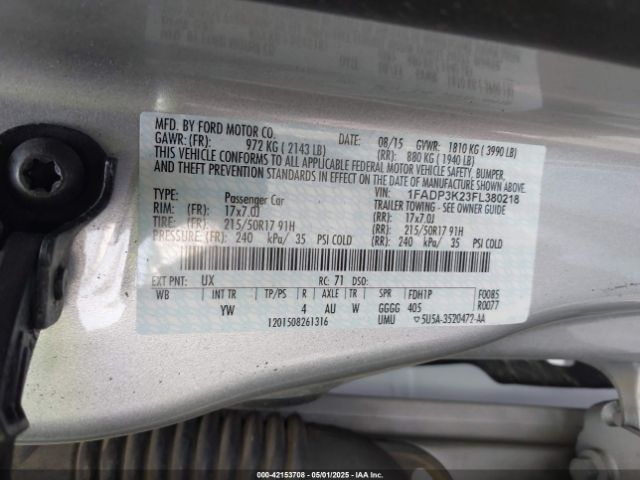 MFD. BY FORD MOTOR CO.
DATE: 08/15 GVWR: 1810 KG ( 3990 LB)
GAWR: (FR): 972 KG ( 2143 LB) (RR): 880 KG ( 1940 LB)
THIS VEHICLE CONFORMS TO ALL APPLICABLE FEDERAL MOTOR VEHICLE SAFETY, BUMPER,
AND THEFT PREVENTION STANDARDS IN EFFECT ON THE DATE OF MANUFACTURE SHOWN ABOVE.
VIN: 1FADP3K23FL380218
TYPE: Passenger Car TRAILER TOWING - SEE OWNER GUIDE
RIM: (FR): 17x7.0J (RR): 17x7.0J
TIRE: (FR): 215/50R17 91H (RR): 215/50R17 91H
PRESSURE: (FR): 240 kPa/ 35 PSI COLD (RR): 240 kPa/ 35 PSI COLD
EXT PNT: UX RC: 71 DSO:
WB INT TR TP/PS R AXLE TR SPR FDH1P F0085
YW 4 AU W GGGG 405 R0077
1201508261316 UMU 5U5A-3520472-AA
000-42153708 - 05/01/2025 - IAA Inc.